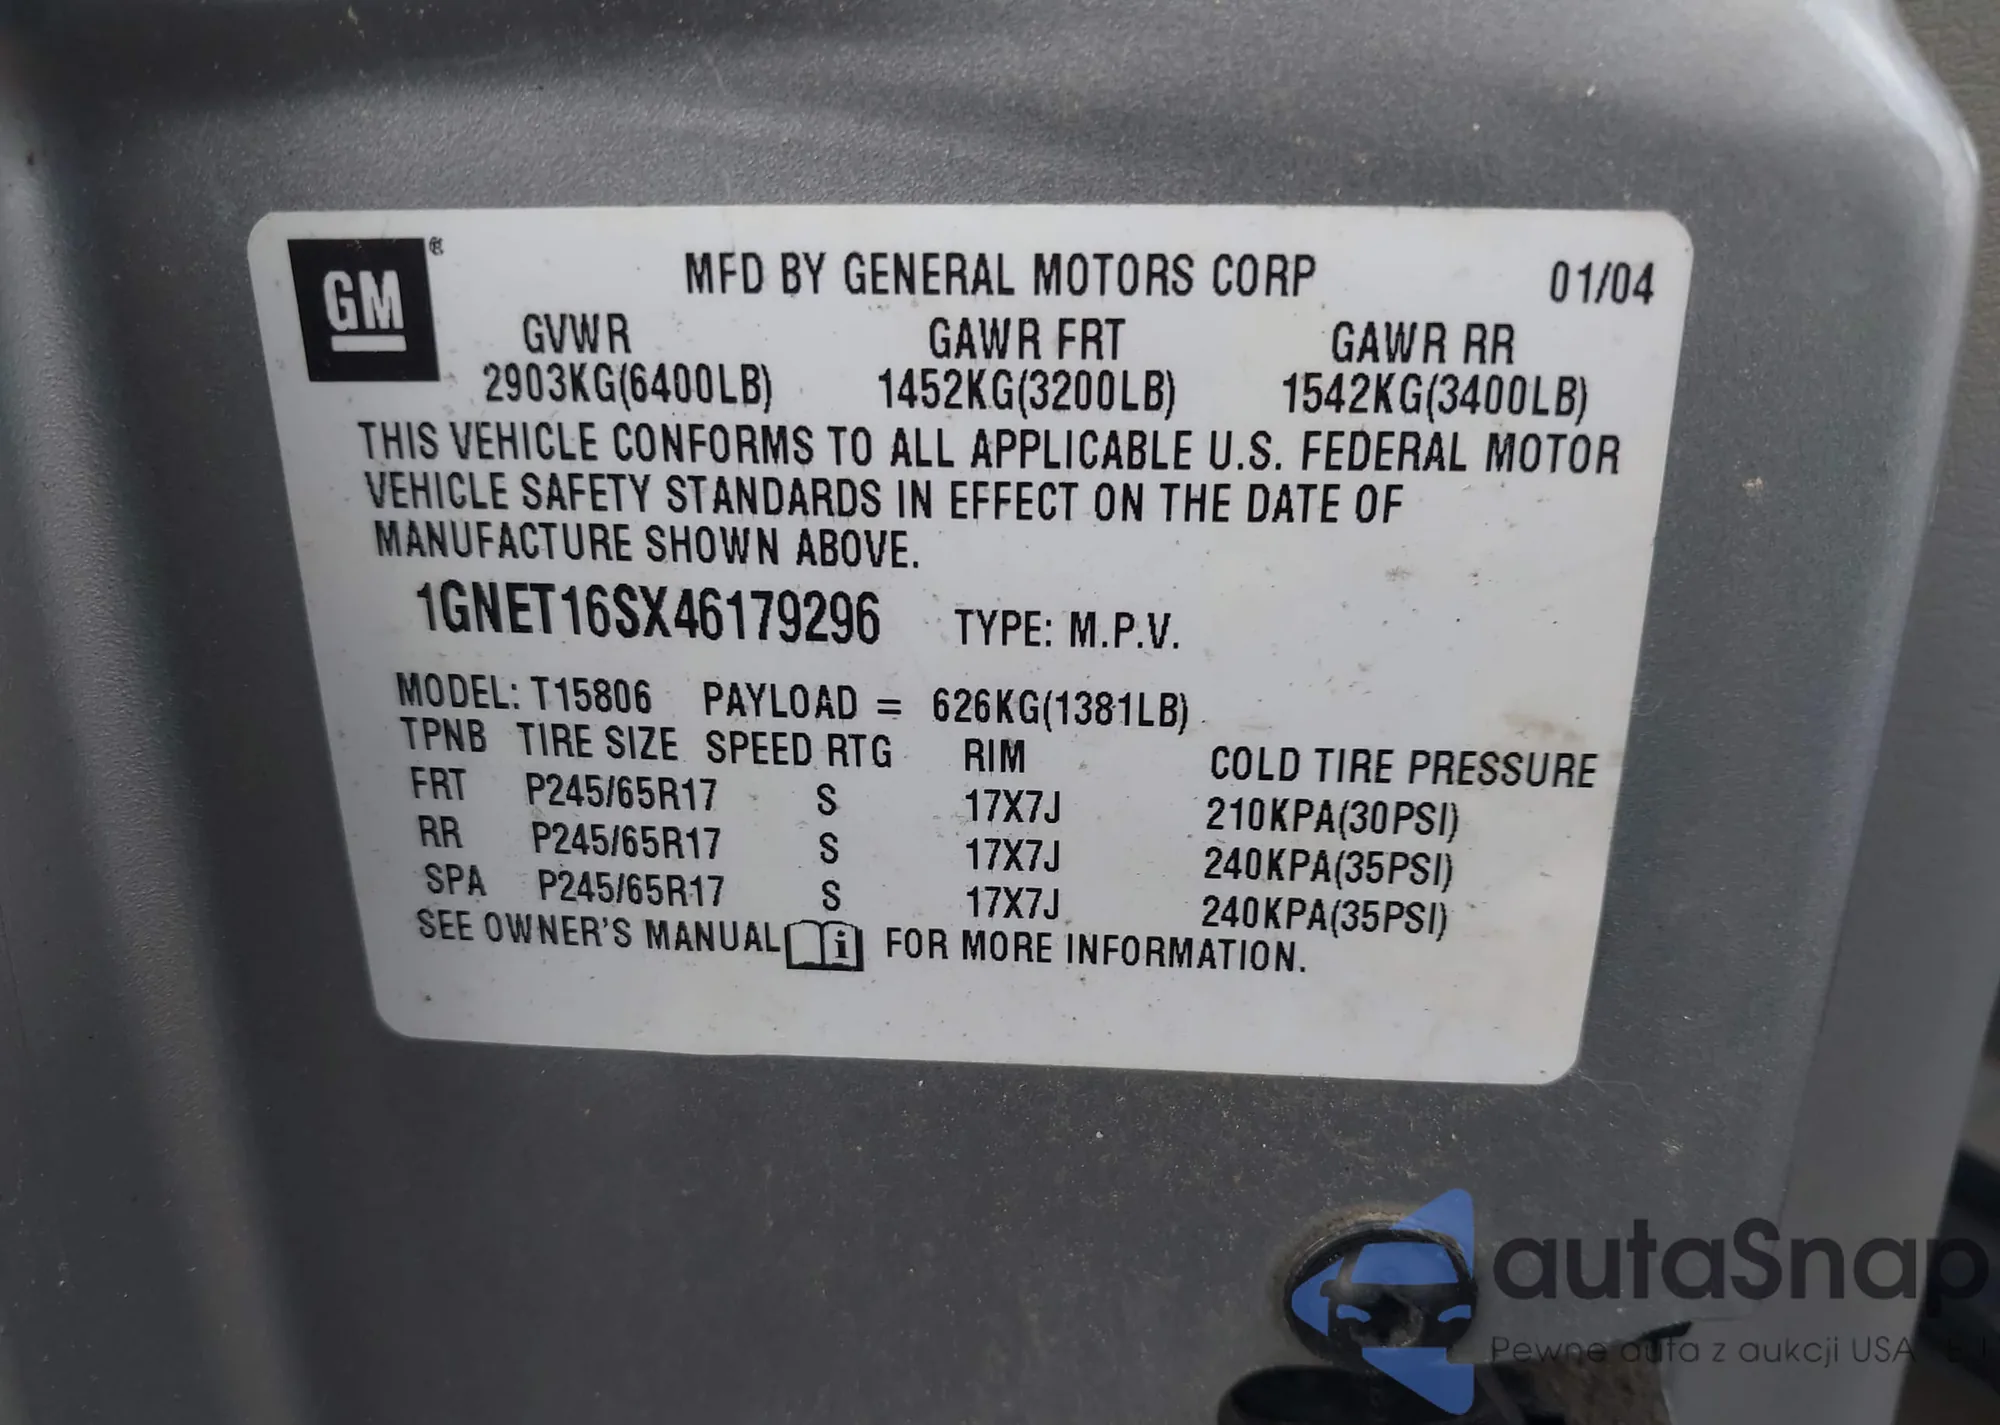 GM ®
MFD BY GENERAL MOTORS CORP 01/04
GVWR GAWR FRT GAWR RR
2903KG(6400LB) 1452KG(3200LB) 1542KG(3400LB)
THIS VEHICLE CONFORMS TO ALL APPLICABLE U.S. FEDERAL MOTOR
VEHICLE SAFETY STANDARDS IN EFFECT ON THE DATE OF
MANUFACTURE SHOWN ABOVE.
1GNET16SX46179296 TYPE: M.P.V.
MODEL: T15806 PAYLOAD = 626KG(1381LB)
TPNB TIRE SIZE SPEED RTG RIM COLD TIRE PRESSURE
FRT P245/65R17 S 17X7J 210KPA(30PSI)
RR P245/65R17 S 17X7J 240KPA(35PSI)
SPA P245/65R17 S 17X7J 240KPA(35PSI)
SEE OWNER'S MANUAL i FOR MORE INFORMATION.
autaSnap
Pewne auta z aukcji USA